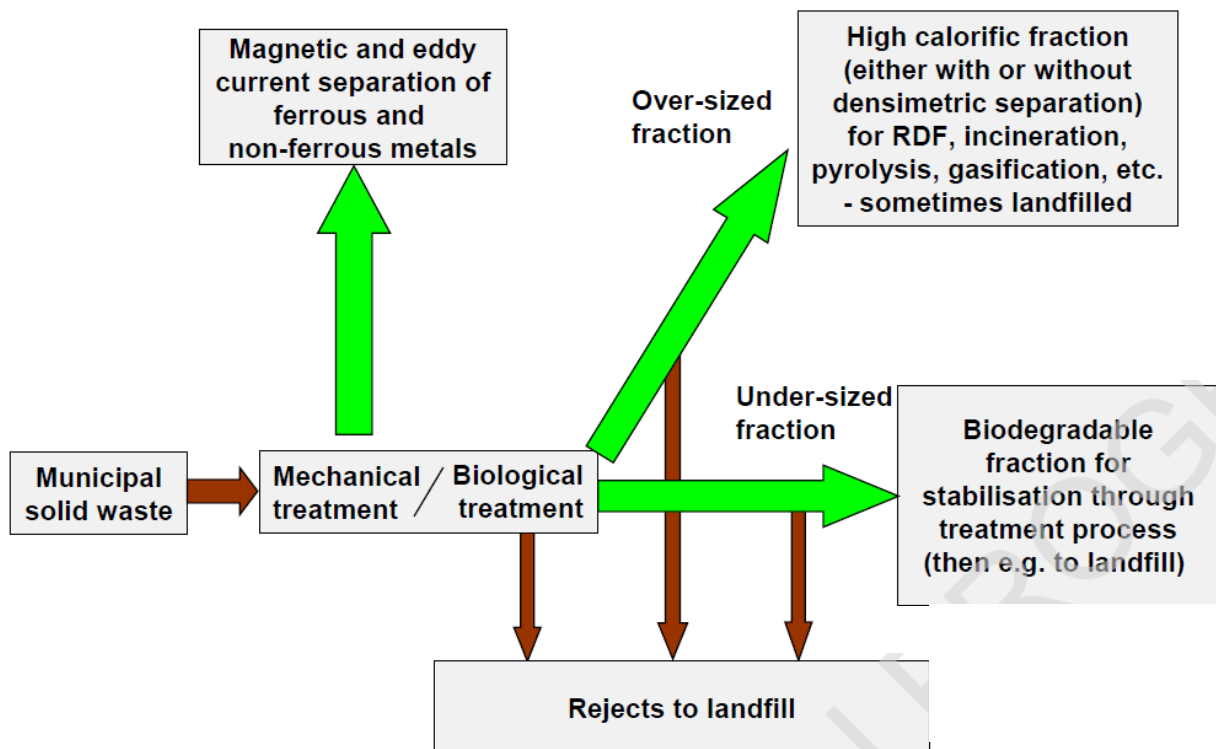 Magnetic and eddy
current separation of
ferrous and
non-ferrous metals
Over-sized
fraction
High calorific fraction
(either with or without
densimetric separation)
for RDF, incineration,
pyrolysis, gasification, etc.
- sometimes landfilled
Municipal
solid waste
Mechanical
treatment
/
Biological
treatment
Under-sized
fraction
Biodegradable
fraction for
stabilisation through
treatment process
(then e.g. to landfill)
Rejects to landfill